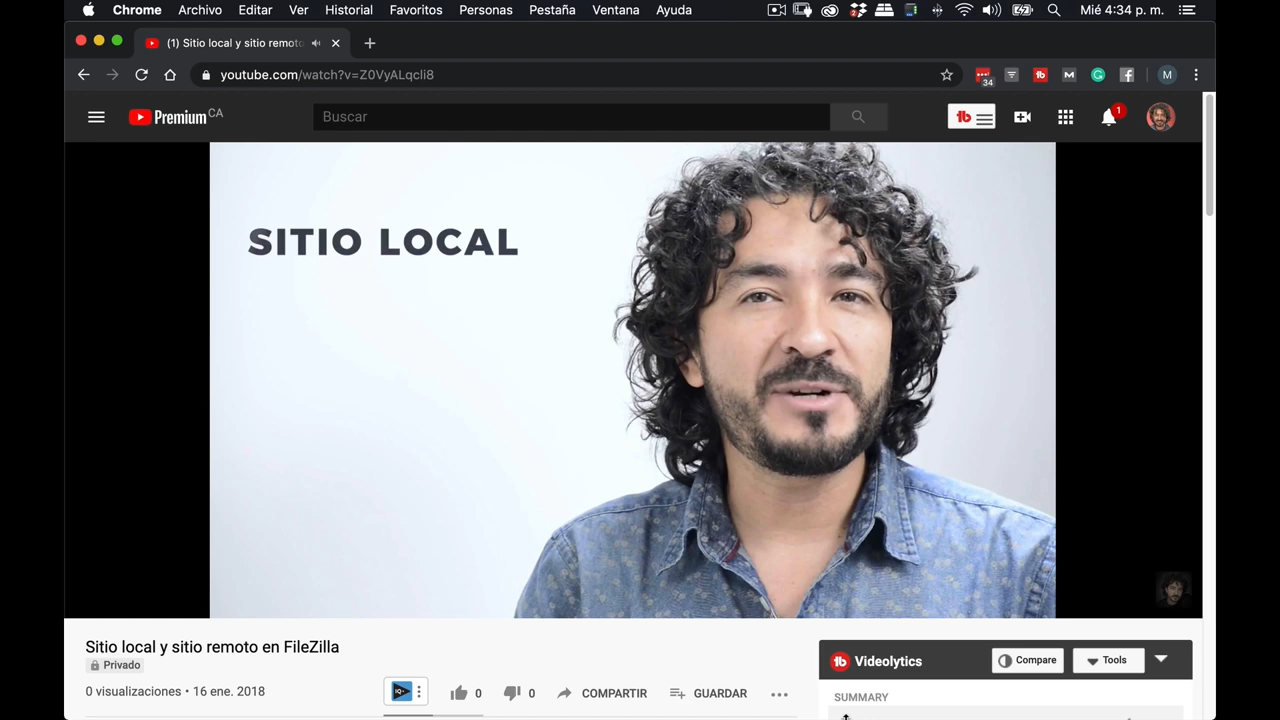 Chrome Archivo Editar Ver Historial Favoritos Personas Pestaña Ventana Ayuda Mié 4:34 p. m.
(1) Sitio local y sitio remoto
youtube.com/watch?v=Z0VyALqcli8
34
M
Premium CA
Buscar
1
SITIO LOCAL
Sitio local y sitio remoto en FileZilla
Privado
0 visualizaciones • 16 ene. 2018
IQ+
0
0
COMPARTIR
GUARDAR
Videolytics
Compare
Tools
SUMMARY